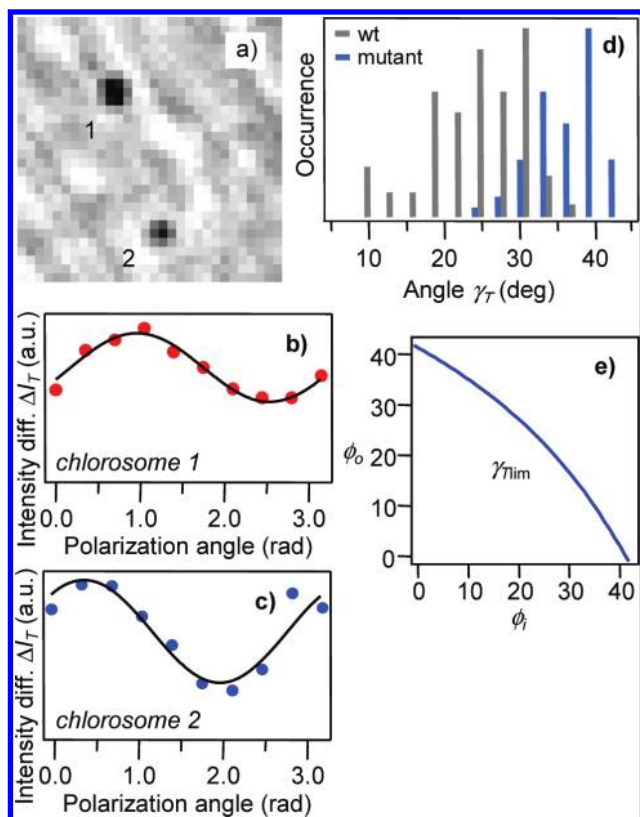 a)
1
2
wt
mutant
d)
Occurrence
10 20 30 40
Angle γT (deg)
b)
Intensity diff. ΔIT (a.u.)
chlorosome 1
0.0 1.0 2.0 3.0
Polarization angle (rad)
c)
Intensity diff. ΔIT (a.u.)
chlorosome 2
0.0 1.0 2.0 3.0
Polarization angle (rad)
e)
40
30
20
10
0
ϕo
γTlim
0 10 20 30 40
ϕi